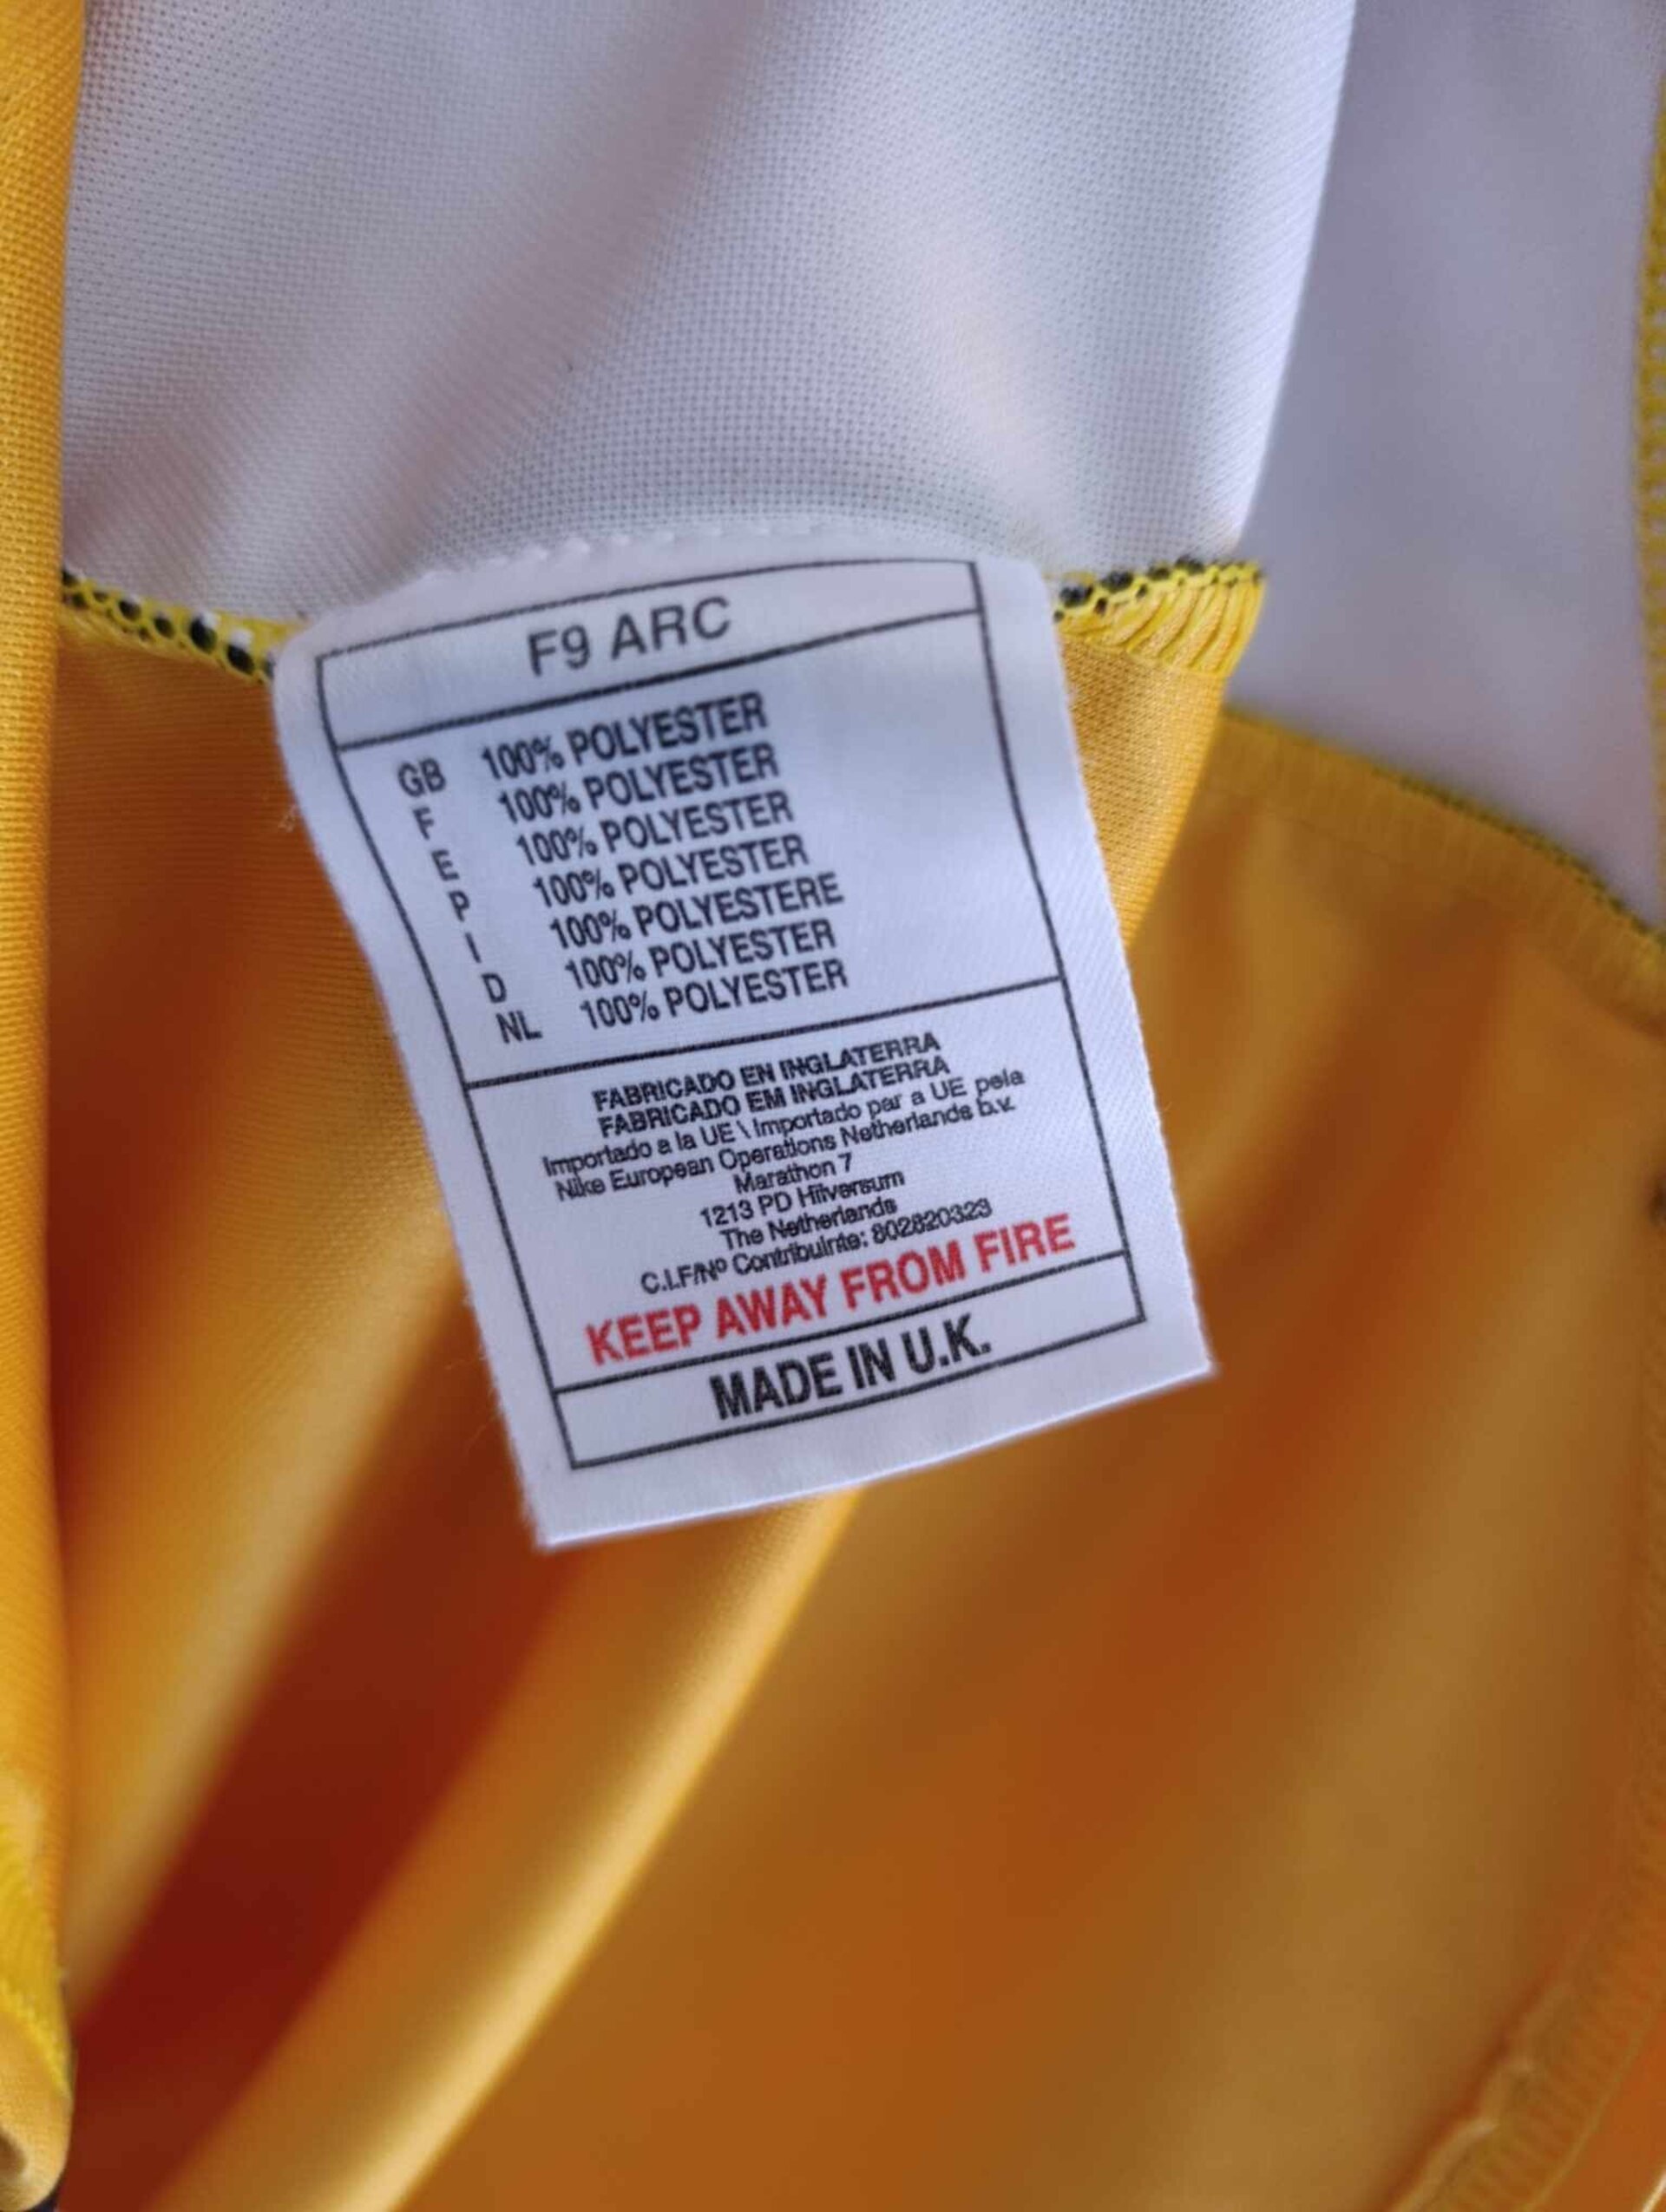 F9 ARC
GB 100% POLYESTER
F 100% POLYESTER
E 100% POLYESTER
P 100% POLYESTER
I 100% POLYESTERE
D 100% POLYESTER
NL 100% POLYESTER
FABRICADO EN INGLATERRA
FABRICADO EM INGLATERRA
Importado a la UE \ Importado par a UE pela
Nike European Operations Netherlands b.v.
Marathon 7
1213 PD Hilversum
The Netherlands
C.I.F/Nº Contribuinte: 802820323
KEEP AWAY FROM FIRE
MADE IN U.K.